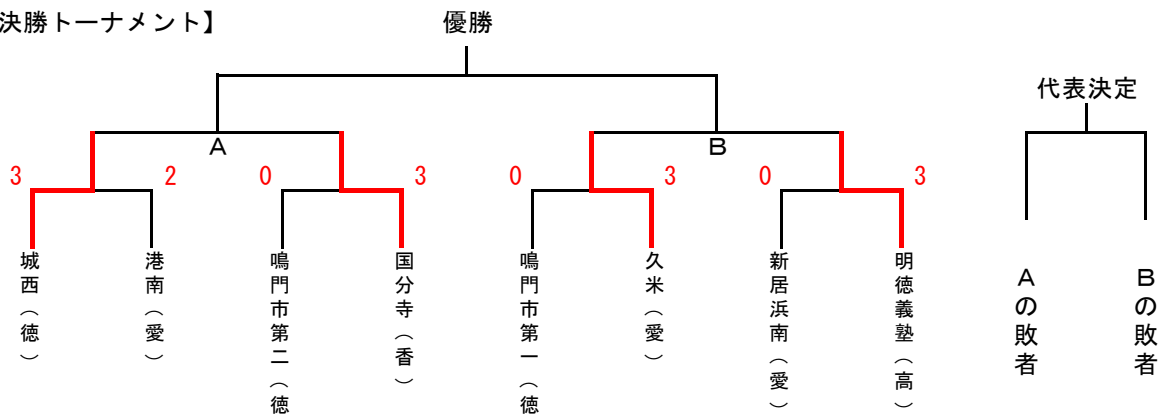 決勝トーナメント】
優勝
代表決定
A
B
3
2
0
3
0
3
0
3
城西（徳）
港南（愛）
鳴門市第二（徳
国分寺（香）
鳴門市第一（徳
久米（愛）
新居浜南（愛）
明徳義塾（高）
Aの敗者
Bの敗者